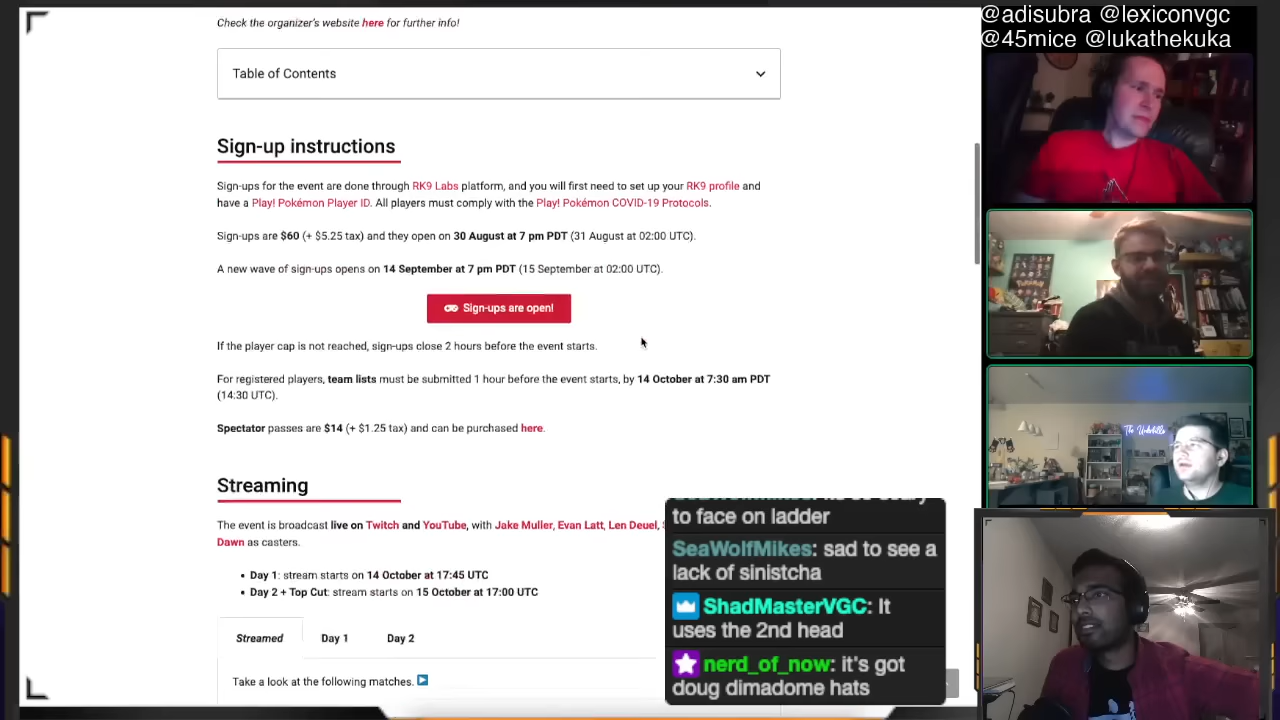 @adisubra @lexiconvgc
@45mice @lukathekuka
Check the organizer's website here for further info!
Table of Contents
Sign-up instructions
Sign-ups for the event are done through RK9 Labs platform, and you will first need to set up your RK9 profile and
have a Play! Pokémon Player ID. All players must comply with the Play! Pokémon COVID-19 Protocols.
Sign-ups are $60 (+ $5.25 tax) and they open on 30 August at 7 pm PDT (31 August at 02:00 UTC).
A new wave of sign-ups opens on 14 September at 7 pm PDT (15 September at 02:00 UTC).
Sign-ups are open!
If the player cap is not reached, sign-ups close 2 hours before the event starts.
For registered players, team lists must be submitted 1 hour before the event starts, by 14 October at 7:30 am PDT
(14:30 UTC).
Spectator passes are $14 (+ $1.25 tax) and can be purchased here.
Streaming
The event is broadcast live on Twitch and YouTube, with Jake Muller, Evan Latt, Len Deuel,
Dawn as casters.
Day 1: stream starts on 14 October at 17:45 UTC
Day 2 + Top Cut: stream starts on 15 October at 17:00 UTC
Streamed Day 1 Day 2
Take a look at the following matches.
to face on ladder
SeaWolfMikes: sad to see a
lack of sinistcha
ShadMasterVGC: It
uses the 2nd head
nerd_of_now: it's got
doug dimadome hats